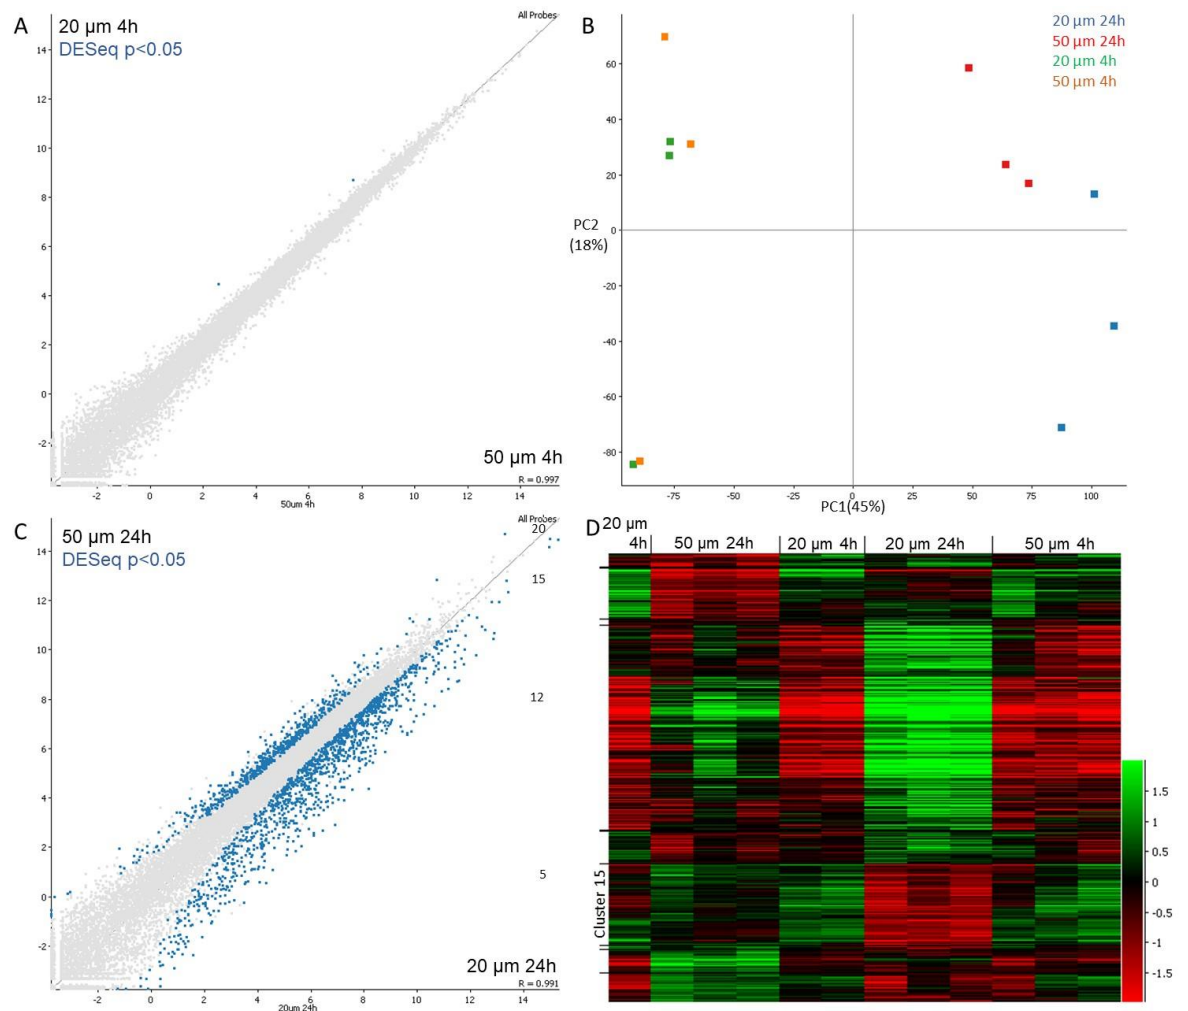 A
20 µm 4h
DESeq p<0.05
All Probes
14
12
10
8
6
4
2
0
-2
50 µm 4h
R = 0.997
-2 0 2 4 6 8 10 12 14
50um 4h
B
20 µm 24h
50 µm 24h
20 µm 4h
50 µm 4h
60
40
20
0
-20
-40
-60
-80
PC2
(18%)
-75 -50 -25 0 25 50 75 100
PC1(45%)
C
50 µm 24h
DESeq p<0.05
All Probes
14
12
10
8
6
4
2
0
-2
20 µm 24h
R = 0.991
-2 0 2 4 6 8 10 12 14
20um 24h
20
15
12
5
D
20 µm
4h 50 µm 24h 20 µm 4h 20 µm 24h 50 µm 4h
Cluster 15
1.5
1
0.5
0
-0.5
-1
-1.5